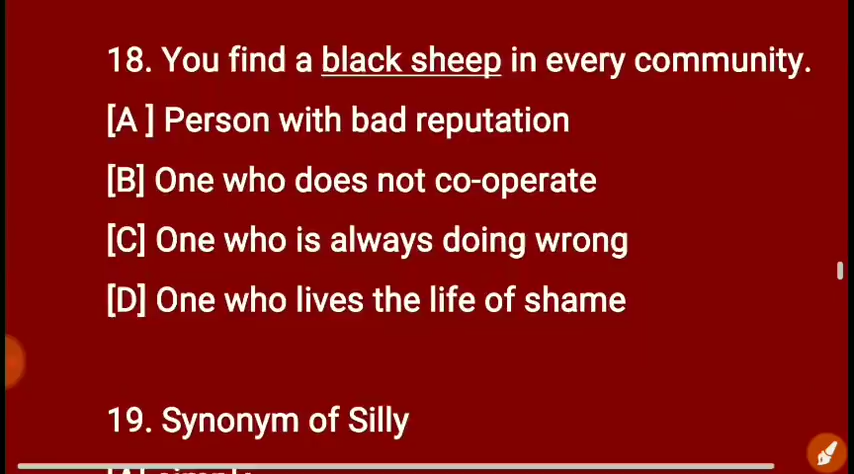 18. You find a black sheep in every community.
[A ] Person with bad reputation
[B] One who does not co-operate
[C] One who is always doing wrong
[D] One who lives the life of shame
19. Synonym of Silly